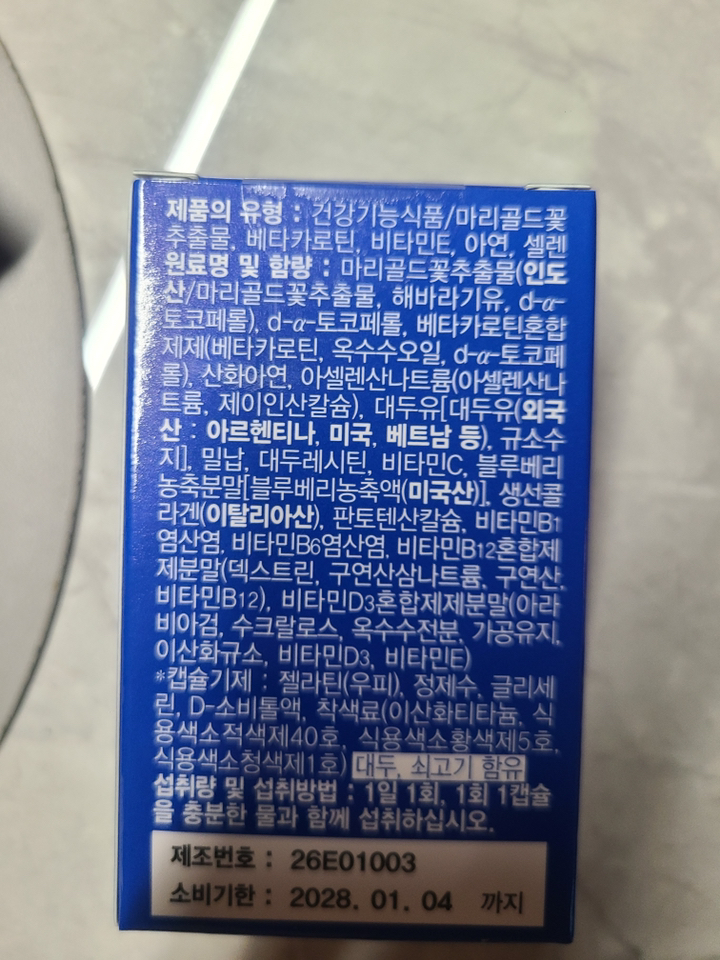 제품의 유형 : 건강기능식품/마리골드꽃
추출물, 베타카로틴, 비타민E, 아연, 셀렌
원료명 및 함량 : 마리골드꽃추출물(인도
산/마리골드꽃추출물, 해바라기유, d-α-
토코페롤), d-α-토코페롤, 베타카로틴혼합
제제(베타카로틴, 옥수수오일, d-α-토코페
롤), 산화아연, 아셀렌산나트륨(아셀렌산나
트륨, 제이인산칼슘), 대두유[대두유(외국
산 : 아르헨티나, 미국, 베트남 등), 규소수
지], 밀납, 대두레시틴, 비타민C, 블루베리
농축분말[블루베리농축액(미국산)], 생선콜
라겐(이탈리아산), 판토텐산칼슘, 비타민B1
염산염, 비타민B6염산염, 비타민B12혼합제
제분말(덱스트린, 구연산삼나트륨, 구연산,
비타민B12), 비타민D3혼합제제분말(아라
비아검, 수크랄로스, 옥수수전분, 가공유지,
이산화규소, 비타민D3, 비타민E)
*캡슐기제 : 젤라틴(우피), 정제수, 글리세
린, D-소비톨액, 착색료(이산화티타늄, 식
용색소적색제40호, 식용색소황색제5호,
식용색소청색제1호) 대두, 쇠고기 함유
섭취량 및 섭취방법 : 1일 1회, 1회 1캡슐
을 충분한 물과 함께 섭취하십시오.
제조번호 : 26E01003
소비기한 : 2028. 01. 04 까지